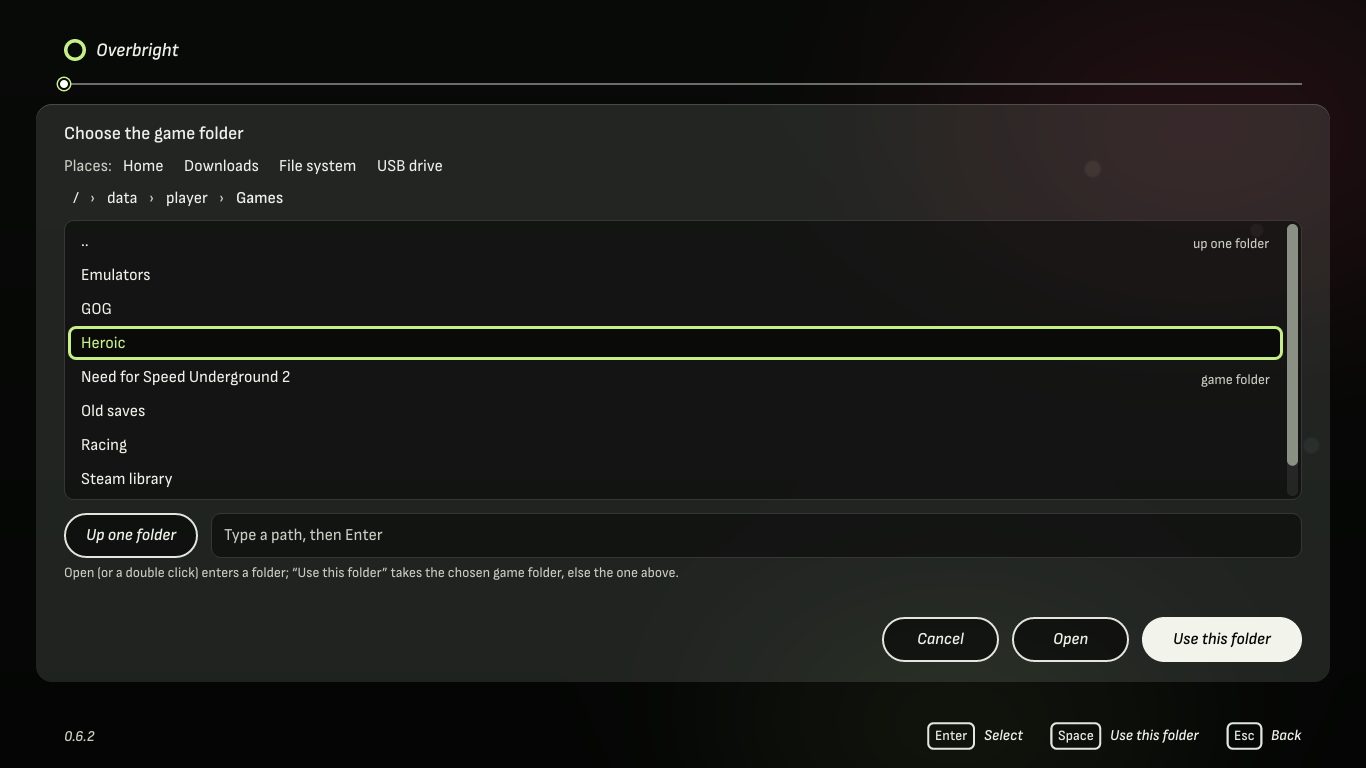 Overbright
Choose the game folder
Places: Home Downloads File system USB drive
/ › data › player › Games
.. up one folder
Emulators
GOG
Heroic
Need for Speed Underground 2 game folder
Old saves
Racing
Steam library
Up one folder Type a path, then Enter
Open (or a double click) enters a folder; “Use this folder” takes the chosen game folder, else the one above.
Cancel Open Use this folder
0.6.2 Enter Select Space Use this folder Esc Back